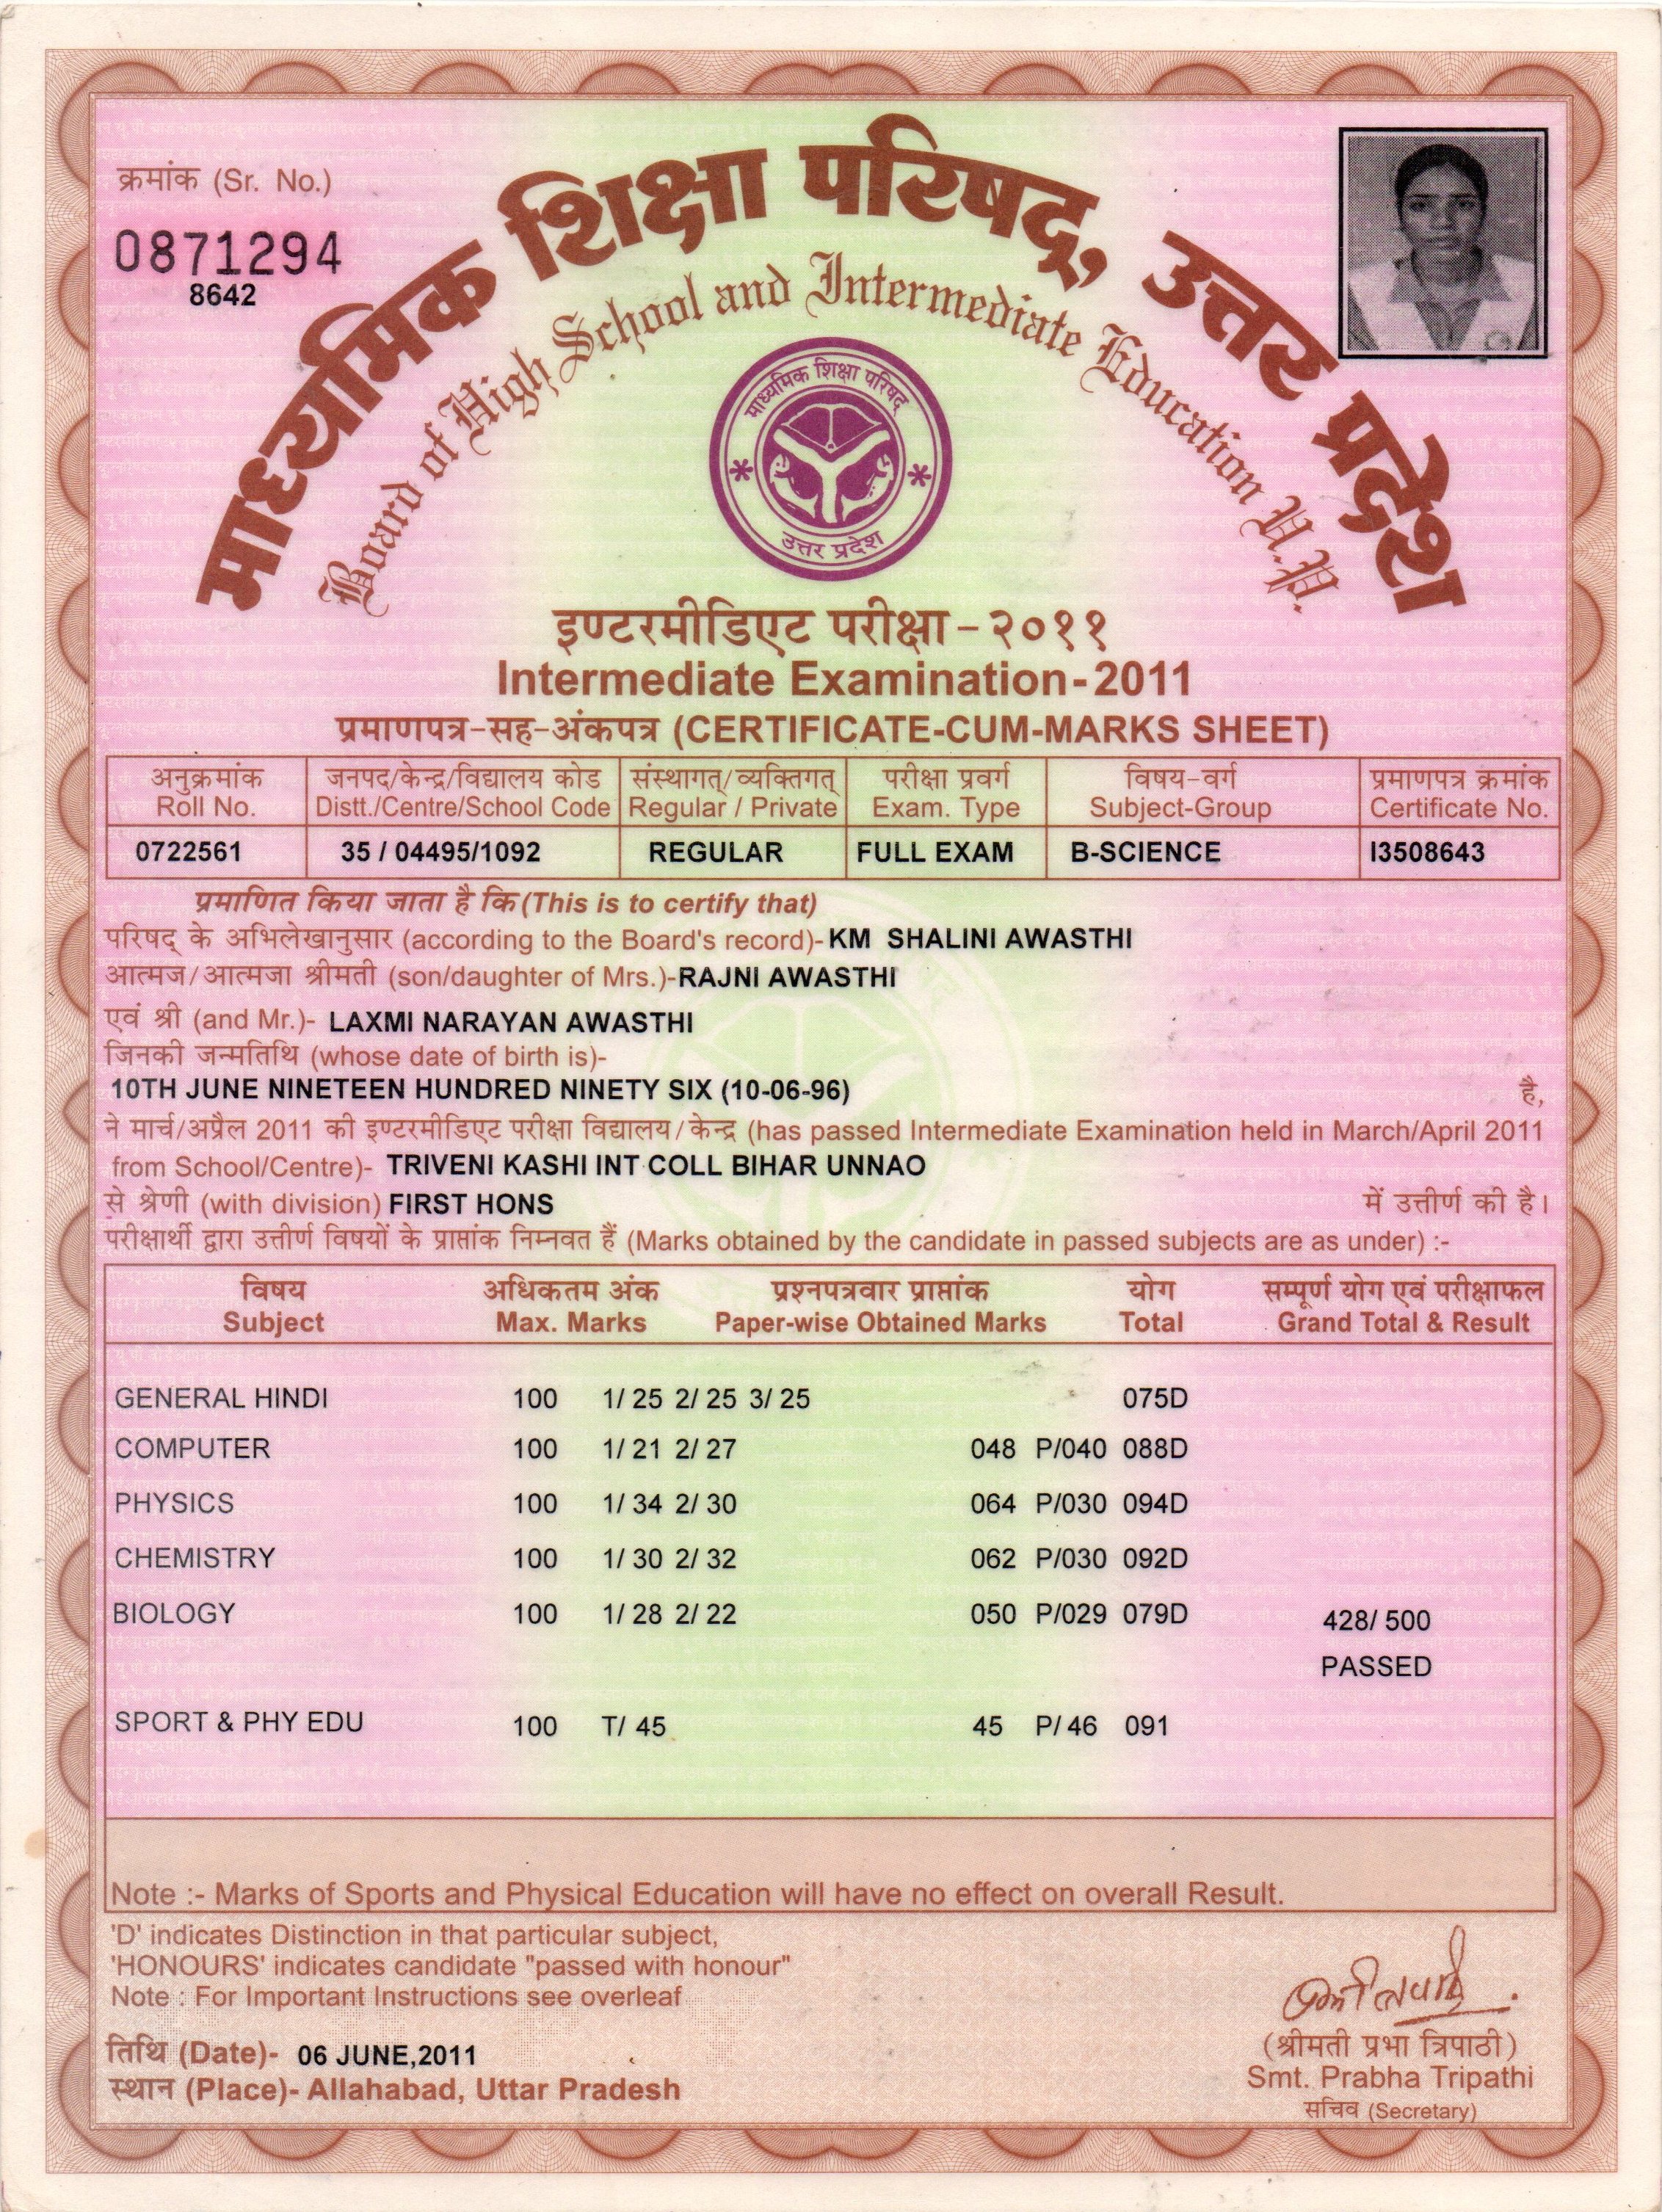 क्रमांक (Sr. No.)
0871294
8642
माध्यमिक शिक्षा परिषद्, उत्तर प्रदेश
Board of High School and Intermediate Education U.P.
माध्यमिक शिक्षा परिषद्
उत्तर प्रदेश
इण्टरमीडिएट परीक्षा - २०११
Intermediate Examination - 2011
प्रमाणपत्र-सह-अंकपत्र (CERTIFICATE-CUM-MARKS SHEET)
अनुक्रमांक जनपद/केन्द्र/विद्यालय कोड संस्थागत/व्यक्तिगत् परीक्षा प्रवर्ग विषय-वर्ग प्रमाणपत्र क्रमांक
Roll No. Distt./Centre/School Code Regular / Private Exam. Type Subject-Group Certificate No.
0722561 35 / 04495/1092 REGULAR FULL EXAM B-SCIENCE I3508643
प्रमाणित किया जाता है कि (This is to certify that)
परिषद् के अभिलेखानुसार (according to the Board's record)- KM SHALINI AWASTHI
आत्मज/आत्मजा श्रीमती (son/daughter of Mrs.)-RAJNI AWASTHI
एवं श्री (and Mr.)- LAXMI NARAYAN AWASTHI
जिनकी जन्मतिथि (whose date of birth is)-
10TH JUNE NINETEEN HUNDRED NINETY SIX (10-06-96) है,
ने मार्च/अप्रैल 2011 की इण्टरमीडिएट परीक्षा विद्यालय/केन्द्र (has passed Intermediate Examination held in March/April 2011
from School/Centre)- TRIVENI KASHI INT COLL BIHAR UNNAO
से श्रेणी (with division) FIRST HONS में उत्तीर्ण की है।
परीक्षार्थी द्वारा उत्तीर्ण विषयों के प्राप्तांक निम्नवत हैं (Marks obtained by the candidate in passed subjects are as under) :-
विषय अधिकतम अंक प्रश्नपत्रवार प्राप्तांक योग सम्पूर्ण योग एवं परीक्षाफल
Subject Max. Marks Paper-wise Obtained Marks Total Grand Total & Result
GENERAL HINDI 100 1/ 25 2/ 25 3/ 25 075D
COMPUTER 100 1/ 21 2/ 27 048 P/040 088D
PHYSICS 100 1/ 34 2/ 30 064 P/030 094D
CHEMISTRY 100 1/ 30 2/ 32 062 P/030 092D
BIOLOGY 100 1/ 28 2/ 22 050 P/029 079D 428/ 500
PASSED
SPORT & PHY EDU 100 T/ 45 45 P/ 46 091
Note :- Marks of Sports and Physical Education will have no effect on overall Result.
'D' indicates Distinction in that particular subject,
'HONOURS' indicates candidate "passed with honour"
Note : For Important Instructions see overleaf
तिथि (Date)- 06 JUNE,2011
स्थान (Place)- Allahabad, Uttar Pradesh
(श्रीमती प्रभा त्रिपाठी)
Smt. Prabha Tripathi
सचिव (Secretary)